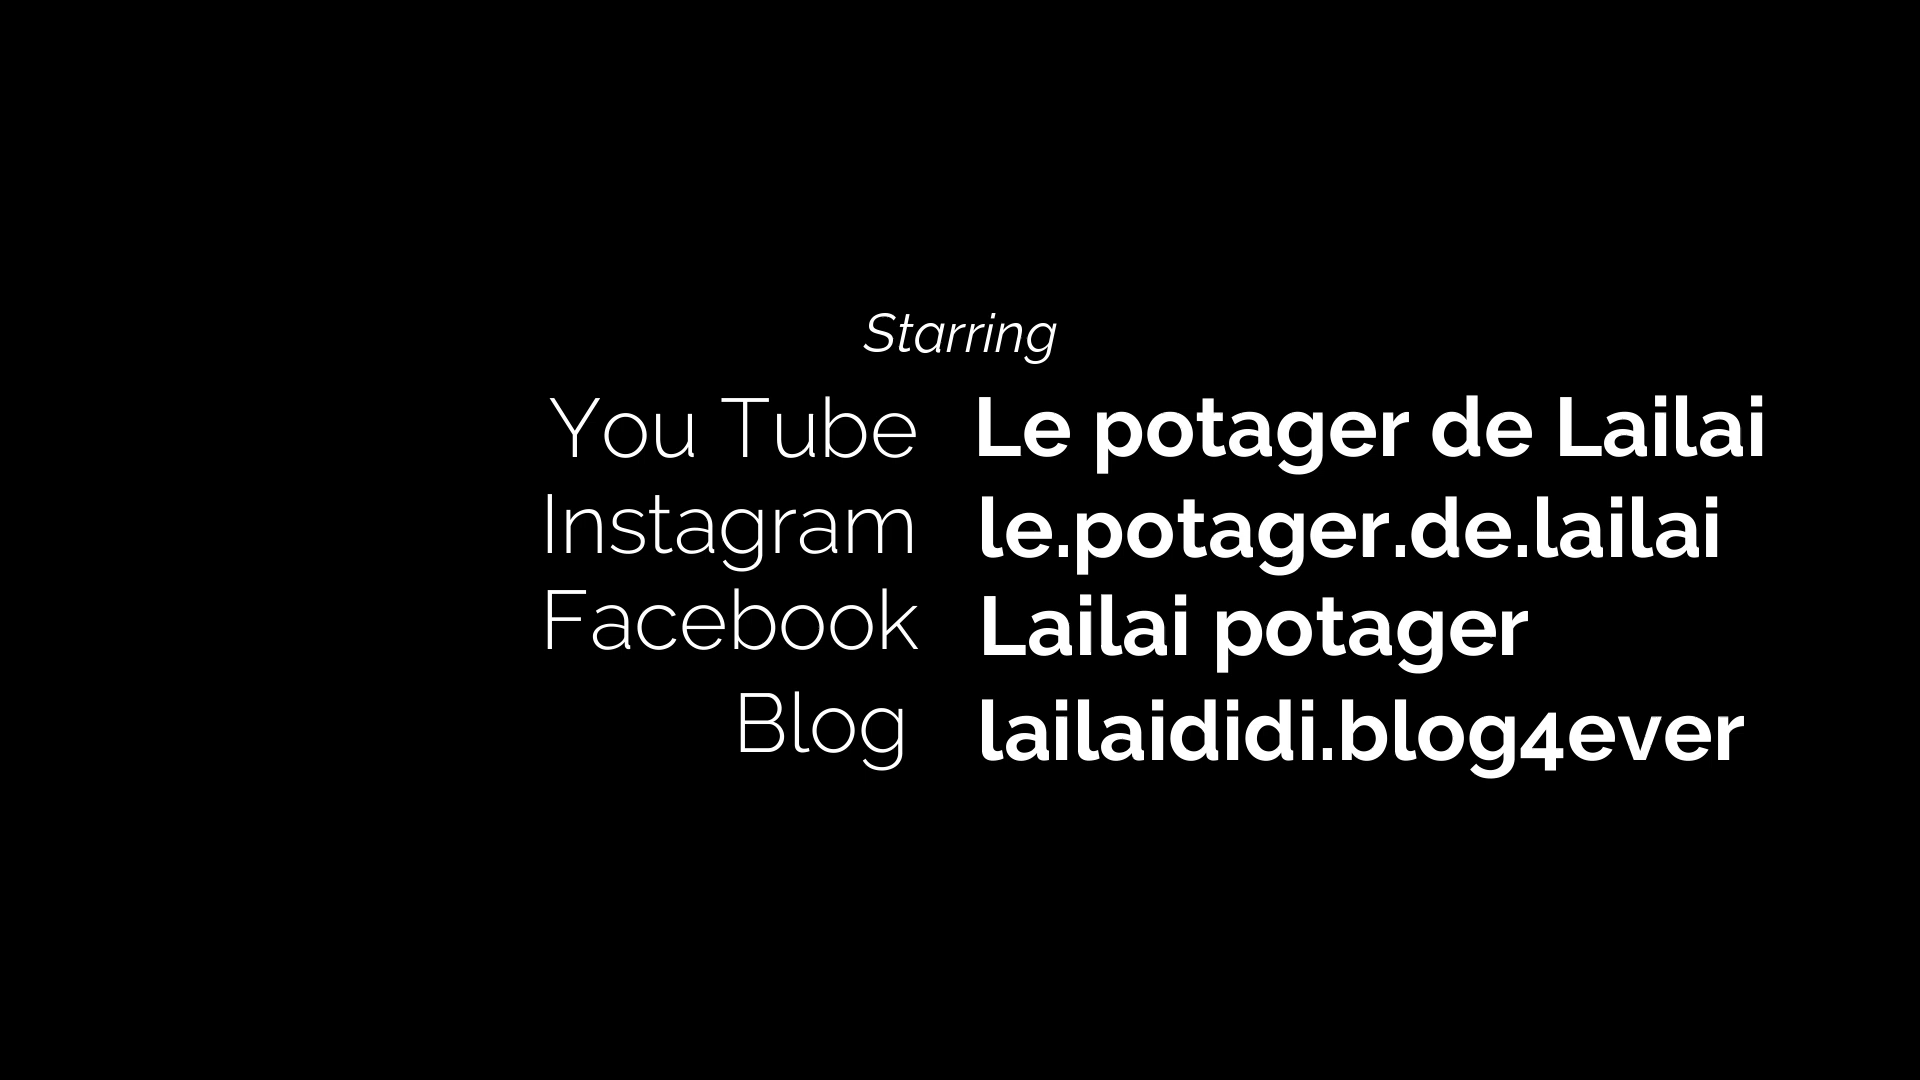 Starring
You Tube Le potager de Lailai
Instagram le.potager.de.lailai
Facebook Lailai potager
Blog lailaididi.blog4ever